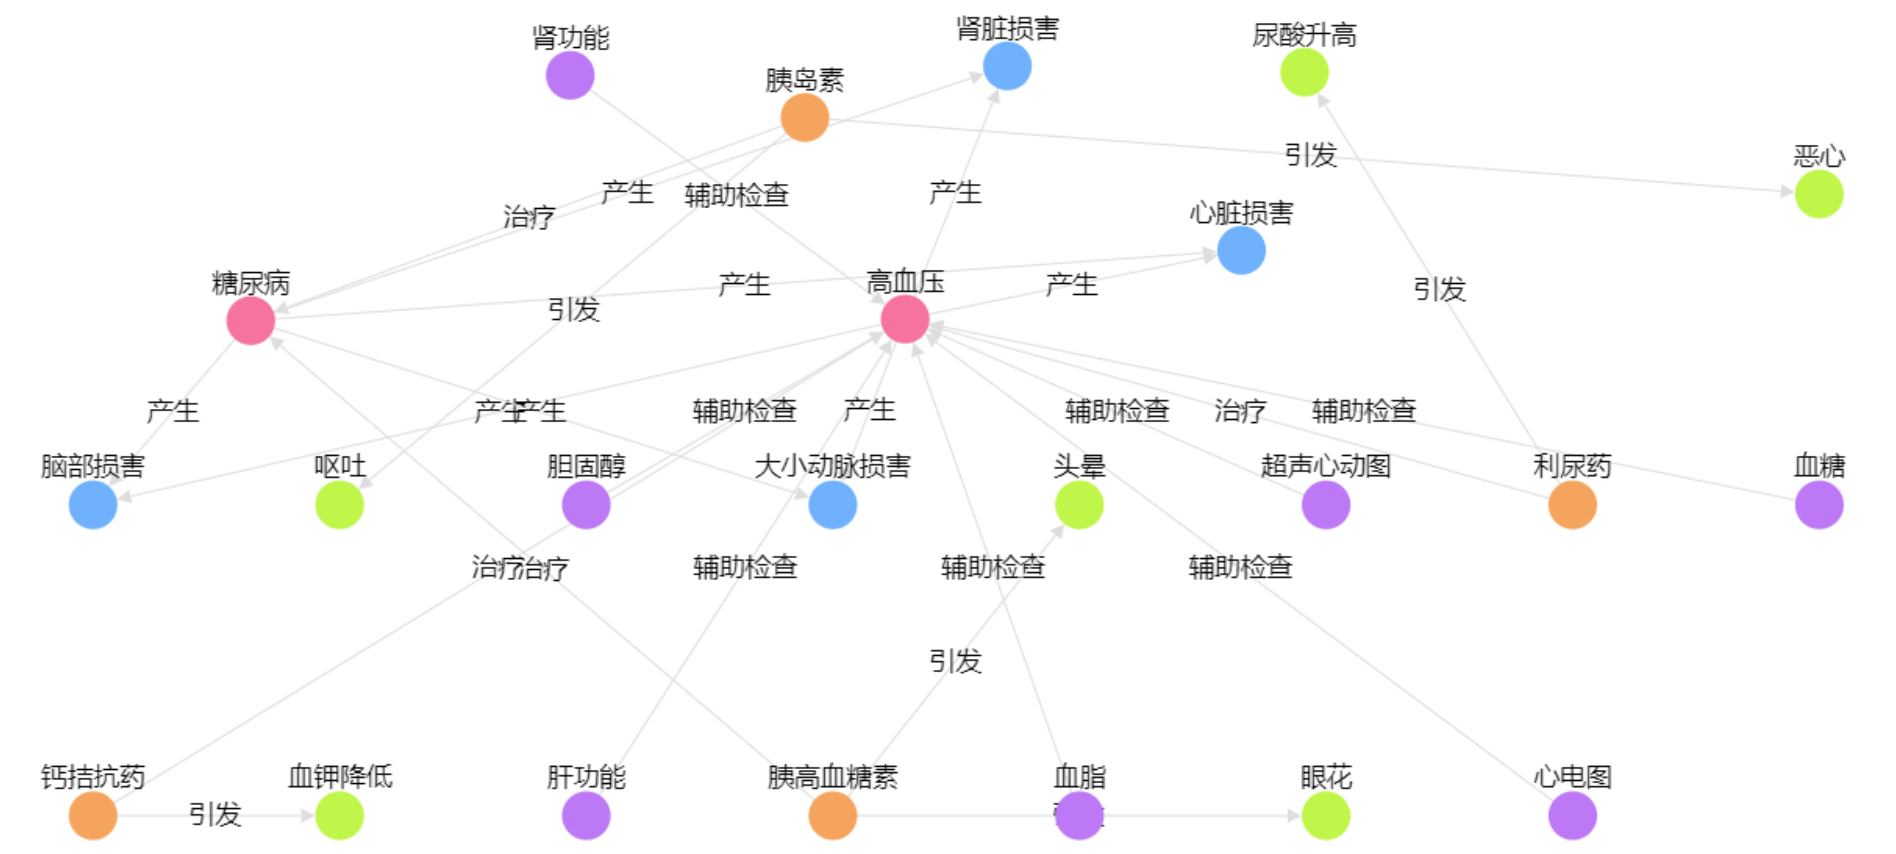 肾功能
肾脏损害
尿酸升高
胰岛素
引发
恶心
产生
辅助检查
产生
治疗
心脏损害
糖尿病
产生
高血压
产生
引发
引发
产生
产生
产生
辅助检查
产生
辅助检查
治疗
辅助检查
脑部损害
呕吐
胆固醇
大小动脉损害
头晕
超声心动图
利尿药
血糖
治疗
治疗
辅助检查
辅助检查
辅助检查
引发
钙拮抗药
血钾降低
肝功能
胰高血糖素
血脂
眼花
心电图
引发